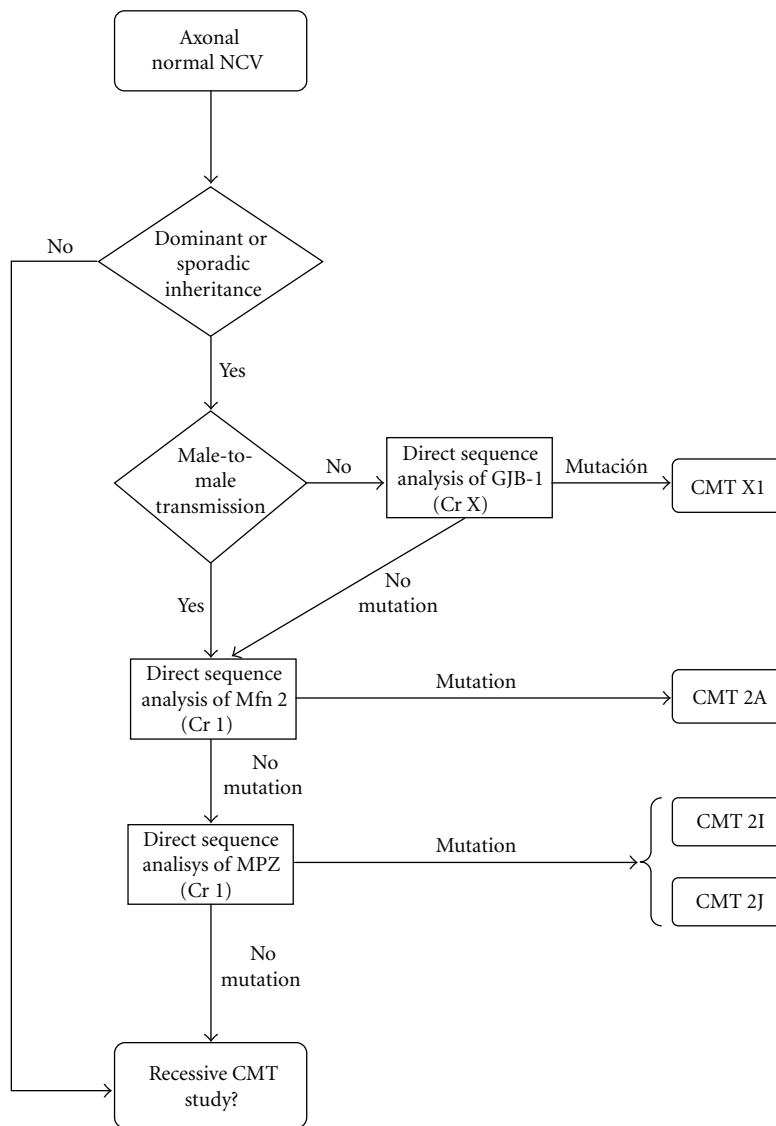 Axonal
normal NCV
No
Dominant or
sporadic
inheritance
Yes
Male-to-
male
transmission
No
Direct sequence
analysis of GJB-1
(Cr X)
Mutación
CMT X1
No
mutation
Yes
Direct sequence
analysis of Mfn 2
(Cr 1)
Mutation
CMT 2A
No
mutation
Direct sequence
analisys of MPZ
(Cr 1)
Mutation
CMT 2I
CMT 2J
No
mutation
Recessive CMT
study?